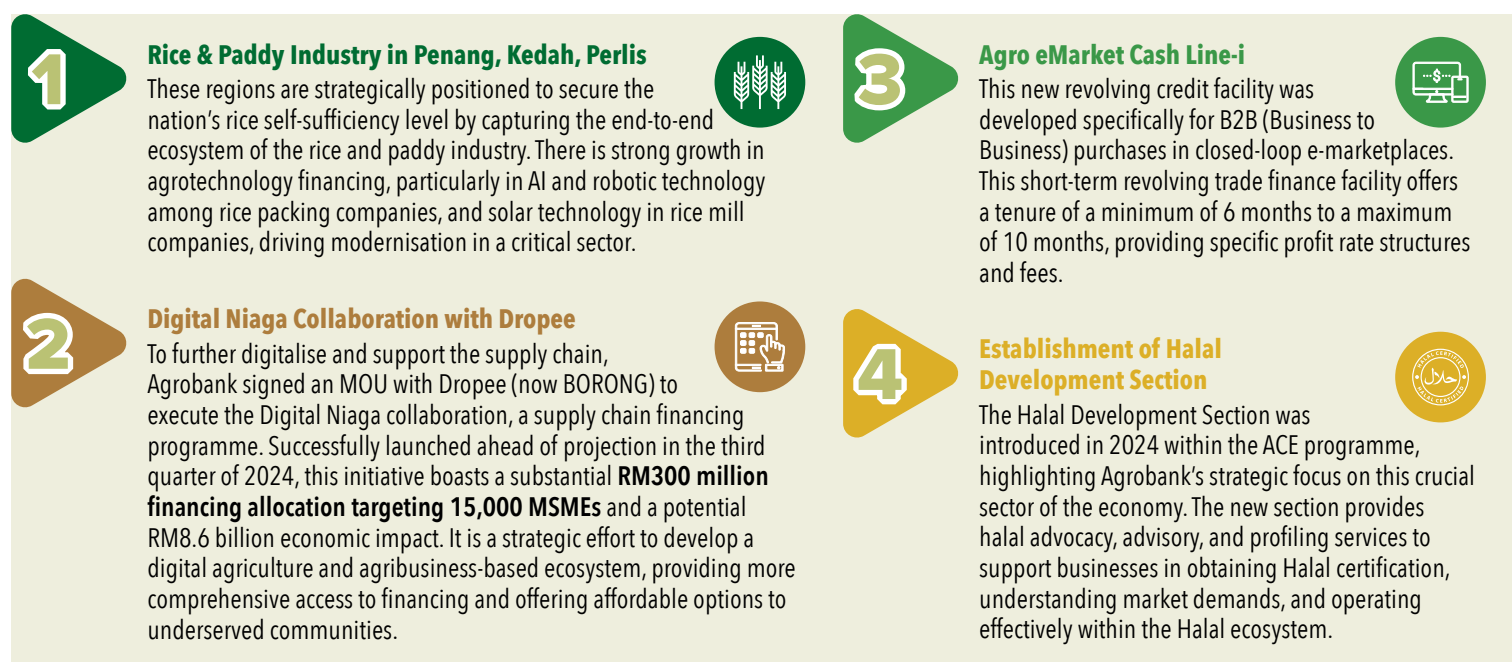 1
Rice & Paddy Industry in Penang, Kedah, Perlis
These regions are strategically positioned to secure the
nation’s rice self-sufficiency level by capturing the end-to-end
ecosystem of the rice and paddy industry. There is strong growth in
agrotechnology financing, particularly in AI and robotic technology
among rice packing companies, and solar technology in rice mill
companies, driving modernisation in a critical sector.
2
Digital Niaga Collaboration with Dropee
To further digitalise and support the supply chain,
Agrobank signed an MOU with Dropee (now BORONG) to
execute the Digital Niaga collaboration, a supply chain financing
programme. Successfully launched ahead of projection in the third
quarter of 2024, this initiative boasts a substantial RM300 million
financing allocation targeting 15,000 MSMEs and a potential
RM8.6 billion economic impact. It is a strategic effort to develop a
digital agriculture and agribusiness-based ecosystem, providing more
comprehensive access to financing and offering affordable options to
underserved communities.
3
Agro eMarket Cash Line-i
$
This new revolving credit facility was
developed specifically for B2B (Business to
Business) purchases in closed-loop e-marketplaces.
This short-term revolving trade finance facility offers
a tenure of a minimum of 6 months to a maximum
of 10 months, providing specific profit rate structures
and fees.
4
Establishment of Halal
Development Section
HALAL CERTIFIED
حلال
HALAL CERTIFIED
The Halal Development Section was
introduced in 2024 within the ACE programme,
highlighting Agrobank’s strategic focus on this crucial
sector of the economy. The new section provides
halal advocacy, advisory, and profiling services to
support businesses in obtaining Halal certification,
understanding market demands, and operating
effectively within the Halal ecosystem.